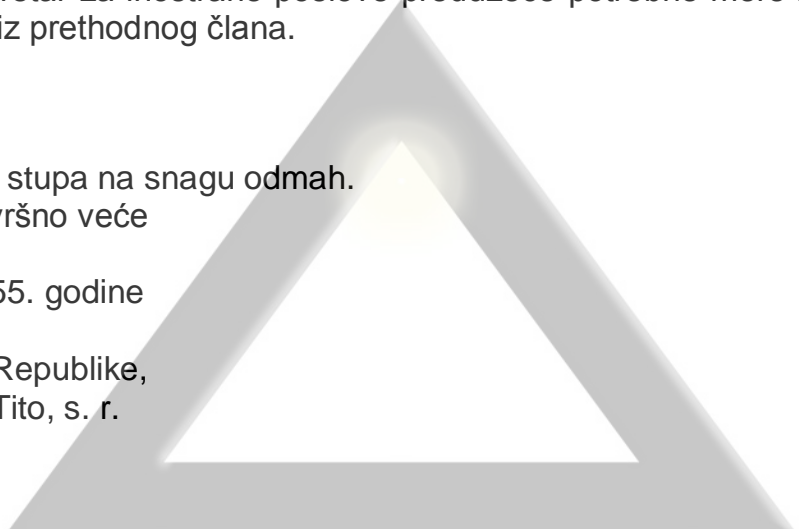 retar za inostrane poslove preduzeće potrebne mere
iz prethodnog člana.
stupa na snagu odmah.
vršno veće
55. godine
Republike,
Tito, s. r.